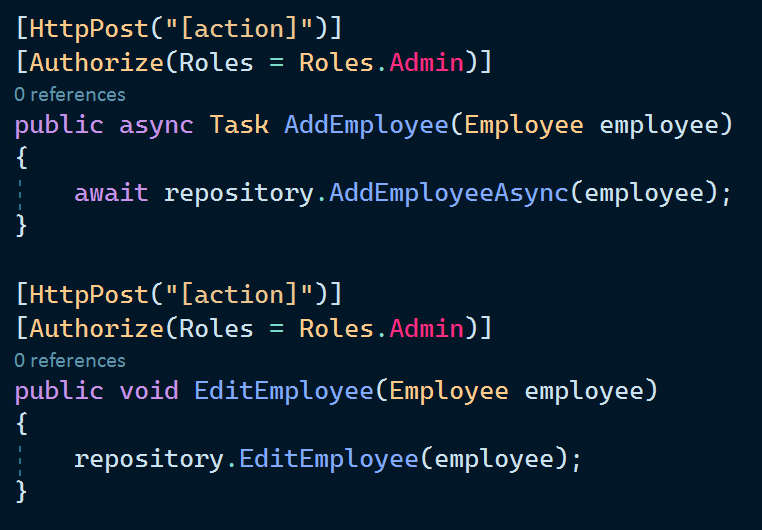 [HttpPost("[action]")]
[Authorize(Roles = Roles.Admin)]
0 references
public async Task AddEmployee(Employee employee)
{
await repository.AddEmployeeAsync(employee);
}
[HttpPost("[action]")]
[Authorize(Roles = Roles.Admin)]
0 references
public void EditEmployee(Employee employee)
{
repository.EditEmployee(employee);
}